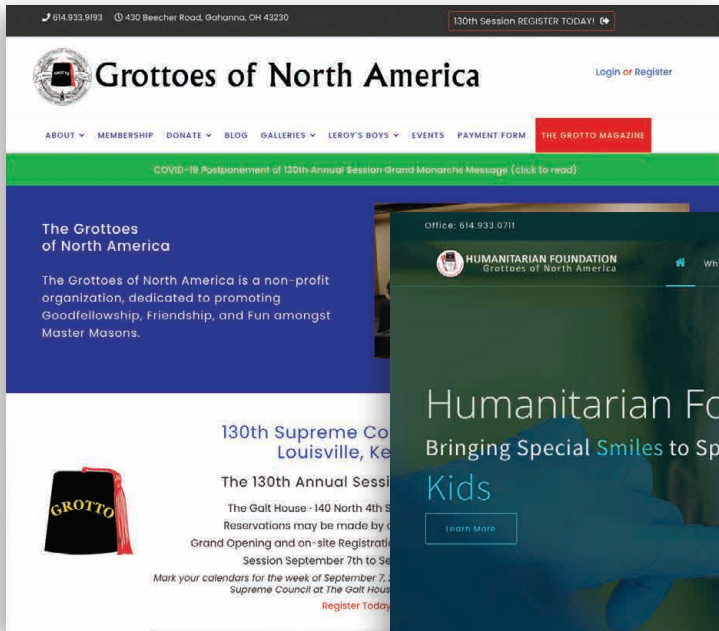 614.933.9193 430 Beecher Road, Gahanna, OH 43230
130th Session REGISTER TODAY!
GROTTO
Grottoes of North America
Login or Register
ABOUT MEMBERSHIP DONATE BLOG GALLERIES LEROY'S BOYS EVENTS PAYMENT FORM THE GROTTO MAGAZINE
COVID-19 Postponement of 130th Annual Session Grand Monarchs Message (click to read)
The Grottoes
of North America
The Grottoes of North America is a non-profit
organization, dedicated to promoting
Goodfellowship, Friendship, and Fun amongst
Master Masons.
130th Supreme Co
Louisville, Ke
The 130th Annual Sessi
The Galt House · 140 North 4th S
Reservations may be made by
Grand Opening and on-site Registrati
Session September 7th to Se
Mark your calendars for the week of September 7,
Supreme Council at The Galt Hous
Register Today
GROTTO
Office: 614.933.0711
HUMANITARIAN FOUNDATION
Grottoes of North America
Wh
Humanitarian Fo
Bringing Special Smiles to Sp
Kids
Learn More